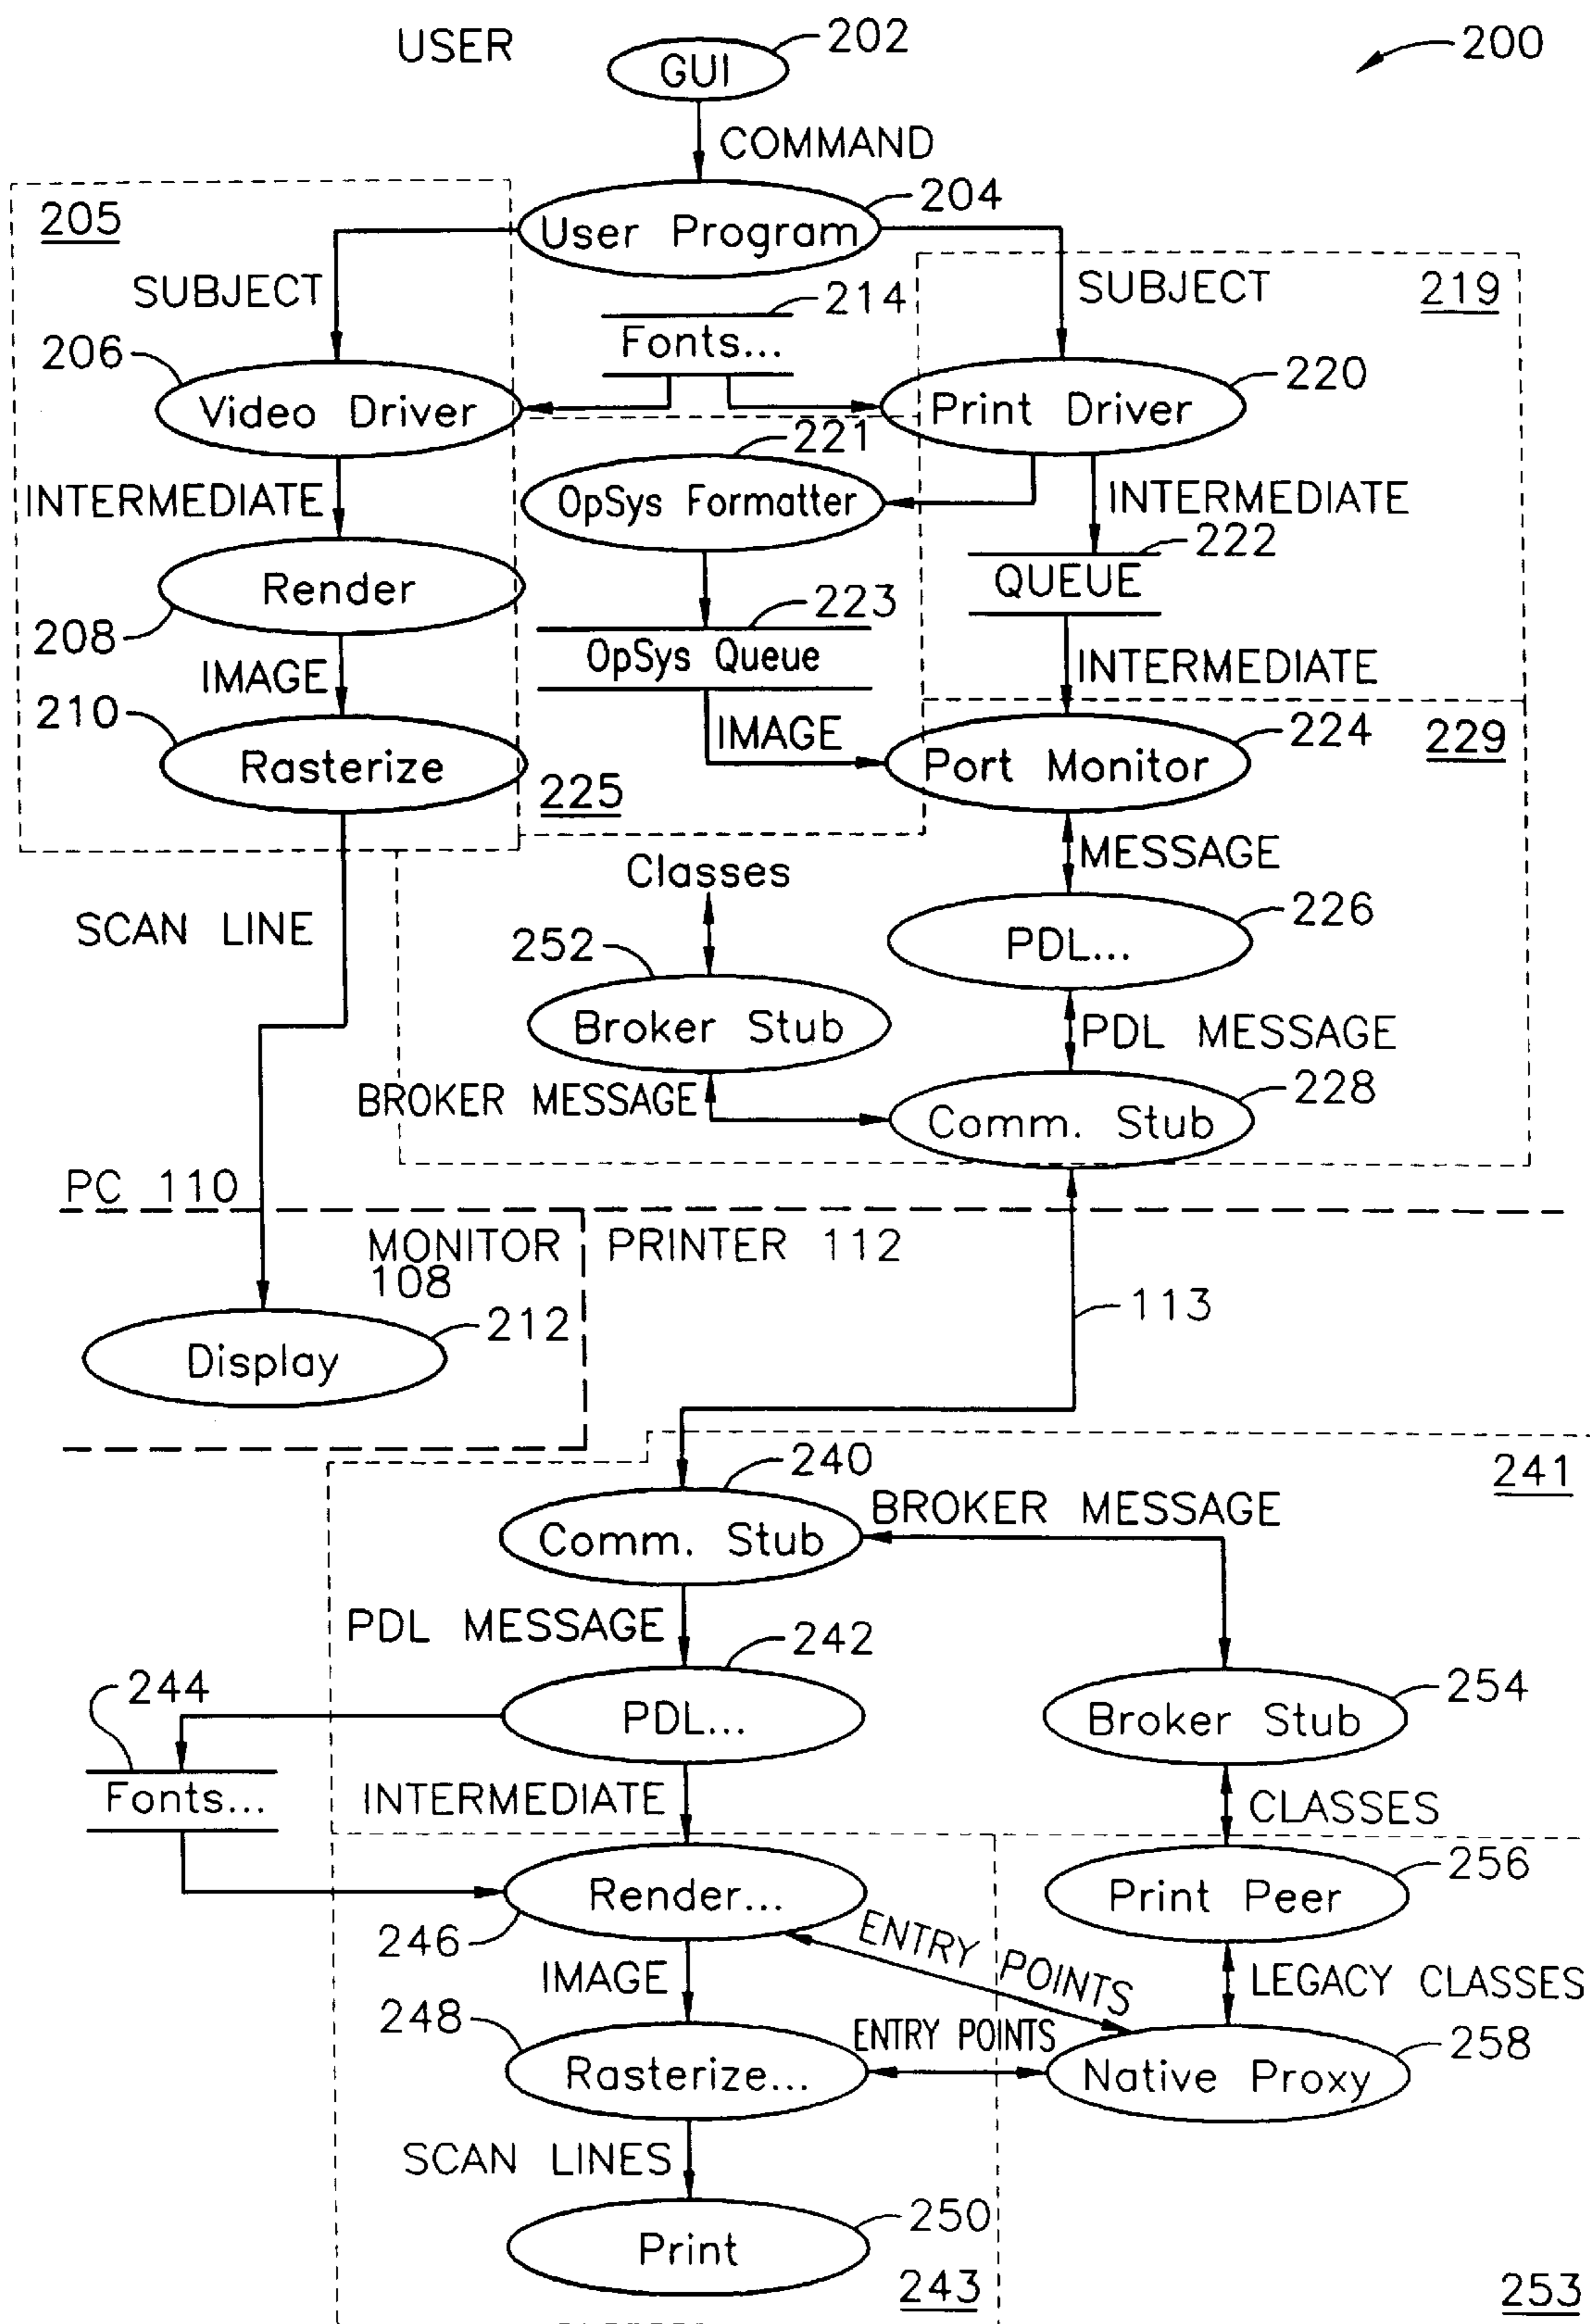 USER
GUI
202
200
COMMAND
205
User Program
204
SUBJECT
SUBJECT
219
214
Fonts...
206
Video Driver
Print Driver
220
221
INTERMEDIATE
OpSys Formatter
INTERMEDIATE
222
QUEUE
Render
208
223
OpSys Queue
INTERMEDIATE
IMAGE
210
Rasterize
IMAGE
Port Monitor
224
229
225
MESSAGE
Classes
SCAN LINE
252
226
PDL...
Broker Stub
PDL MESSAGE
BROKER MESSAGE
228
Comm. Stub
PC 110
MONITOR
108
PRINTER 112
113
212
Display
240
241
BROKER MESSAGE
Comm. Stub
PDL MESSAGE
242
244
PDL...
254
Broker Stub
Fonts...
INTERMEDIATE
CLASSES
Render...
246
256
Print Peer
ENTRY POINTS
IMAGE
LEGACY CLASSES
248
ENTRY POINTS
258
Rasterize...
Native Proxy
SCAN LINES
250
Print
243
253